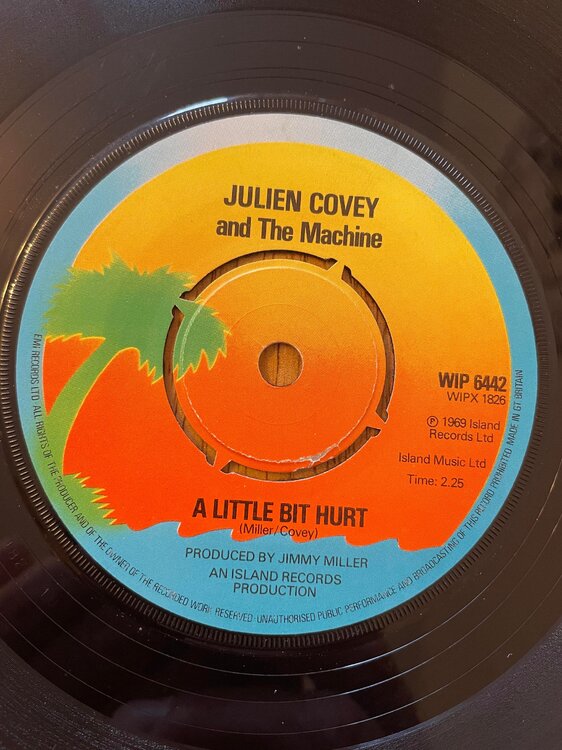 JULIEN COVEY
and The Machine
WIP 6442
WIPX 1826
℗ 1969 Island
Records Ltd
Island Music Ltd
Time: 2.25
A LITTLE BIT HURT
(Miller/Covey)
PRODUCED BY JIMMY MILLER
AN ISLAND RECORDS
PRODUCTION
EMI RECORDS LTD ALL RIGHTS OF THE PRODUCER AND OF THE OWNER OF THE RECORDED WORK RESERVED·UNAUTHORISED PUBLIC PERFORMANCE AND BROADCASTING OF THIS RECORD PROHIBITED MADE IN GT BRITAIN